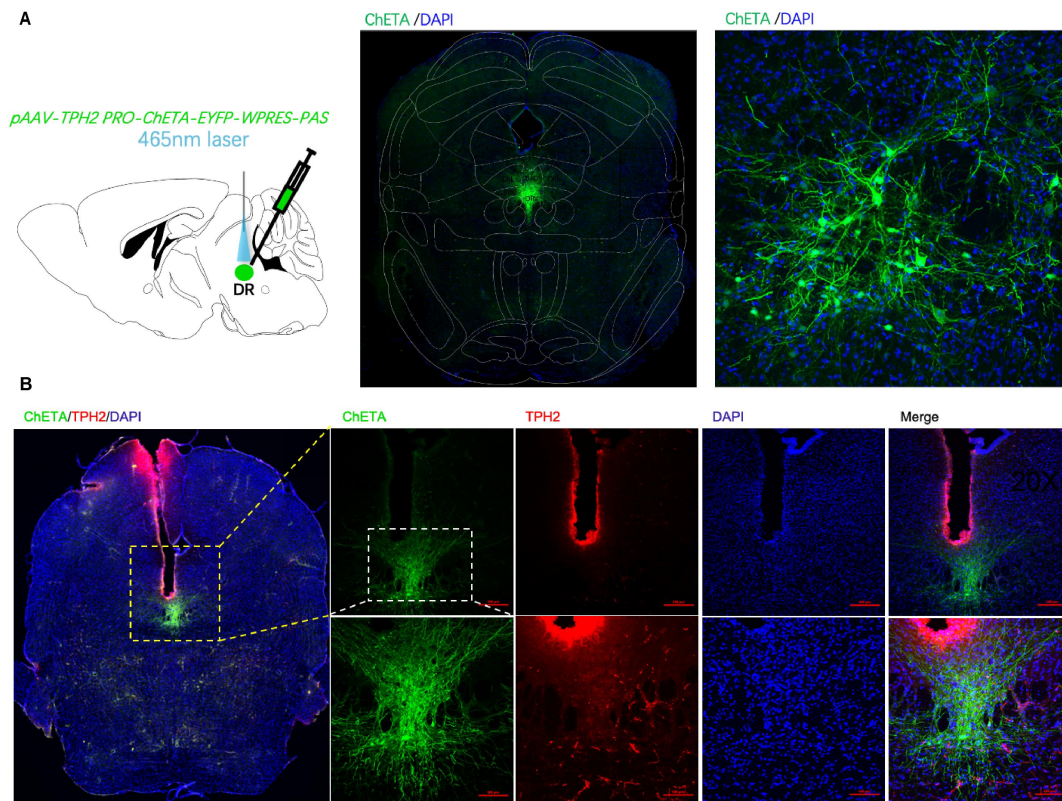 A
pAAV-TPH2 PRO-ChETA-EYFP-WPRES-PAS
465nm laser
DR
ChETA /DAPI
ChETA /DAPI
B
ChETA/TPH2/DAPI
ChETA
TPH2
DAPI
Merge
20X